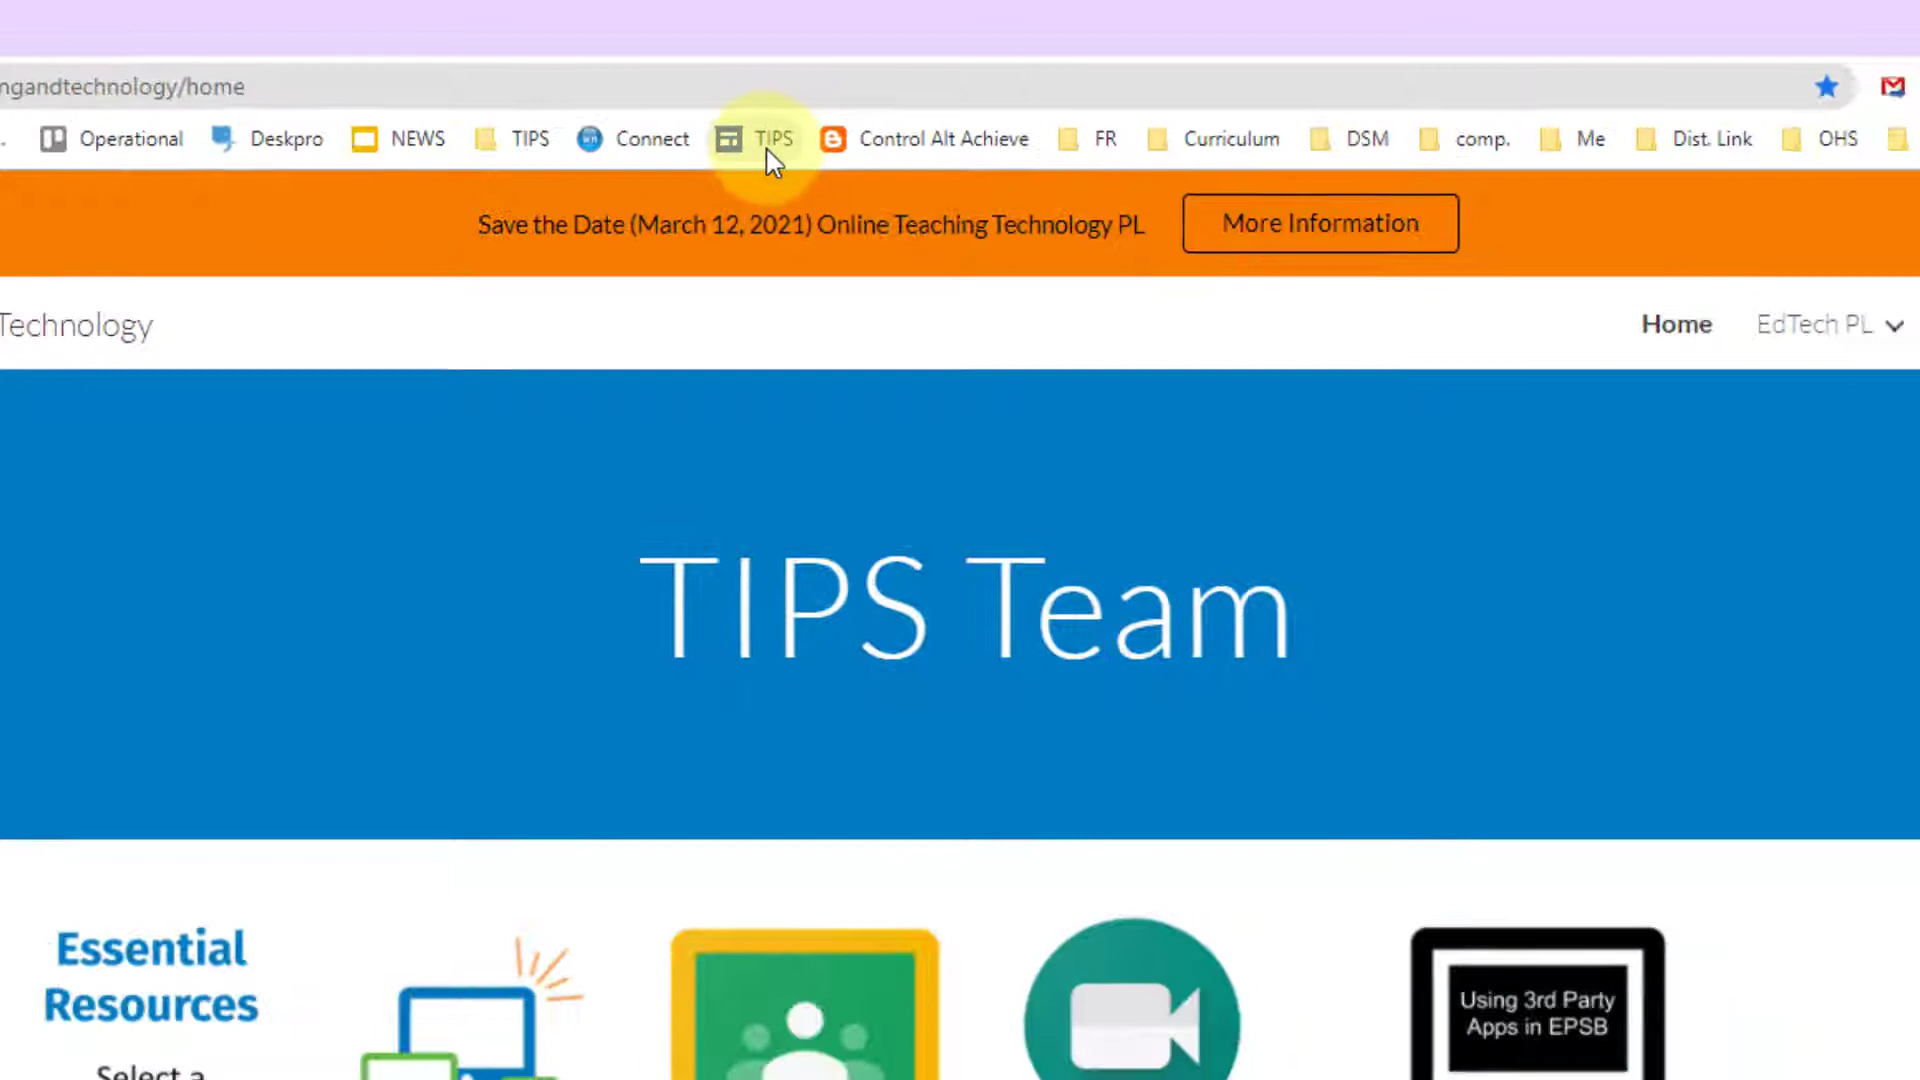 ngandtechnology/home
Operational Deskpro NEWS TIPS Connect TIPS Control Alt Achieve FR Curriculum DSM comp. Me Dist. Link OHS
Save the Date (March 12, 2021) Online Teaching Technology PL More Information
Technology Home EdTech PL
TIPS Team
Essential
Resources
Select a
Using 3rd Party
Apps in EPSB